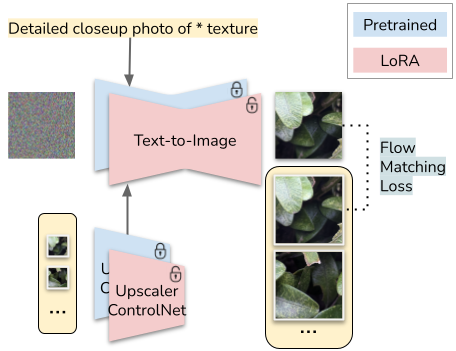 Detailed closeup photo of * texture
Pretrained
LoRA
Text-to-Image
Flow
Matching
Loss
...
Upscaler
ControlNet
...